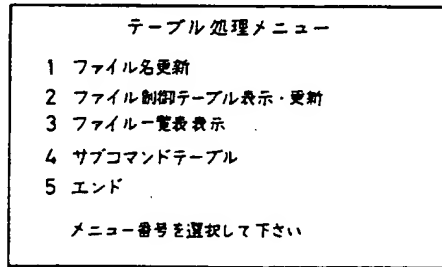 テーブル処理メニュー
1 ファイル名更新
2 ファイル制御テーブル表示・更新
3 ファイル一覧表表示
4 サブコマンドテーブル
5 エンド
メニュー番号を選択して下さい